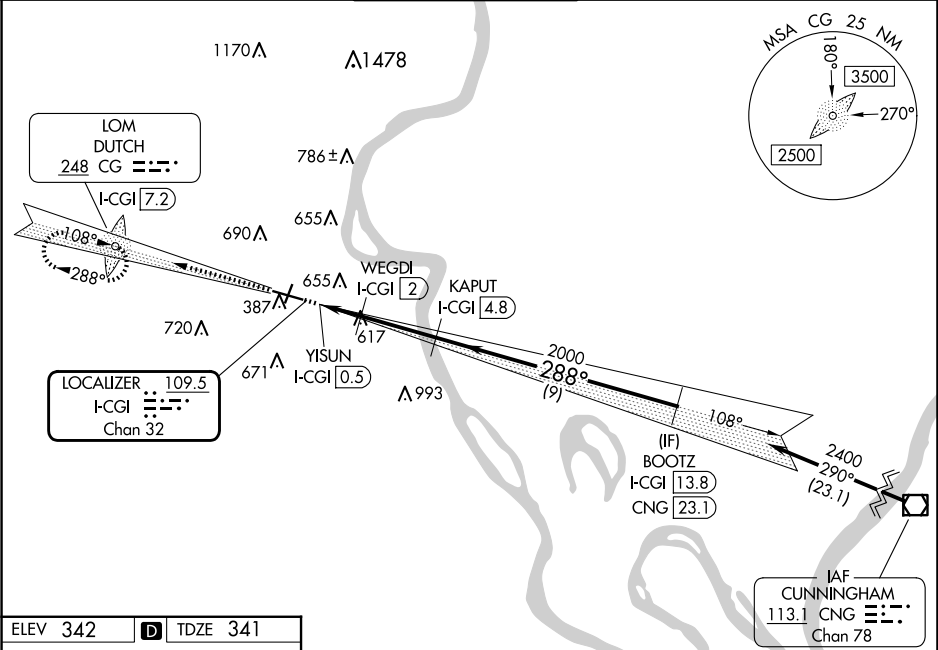 1170
1478
MSA CG 25 NM
180°
3500
270°
2500
LOM
DUTCH
248 CG
I-CGI 7.2
786±
690
655
108°
288°
655
WEGDI
I-CGI 2
KAPUT
I-CGI 4.8
387
617
720
671
YISUN
I-CGI 0.5
993
2000
288°
(9)
LOCALIZER 109.5
I-CGI
Chan 32
108°
(IF)
BOOTZ
I-CGI 13.8
CNG 23.1
2400
290°
(23.1)
IAF
CUNNINGHAM
113.1 CNG
Chan 78
ELEV 342 D TDZE 341